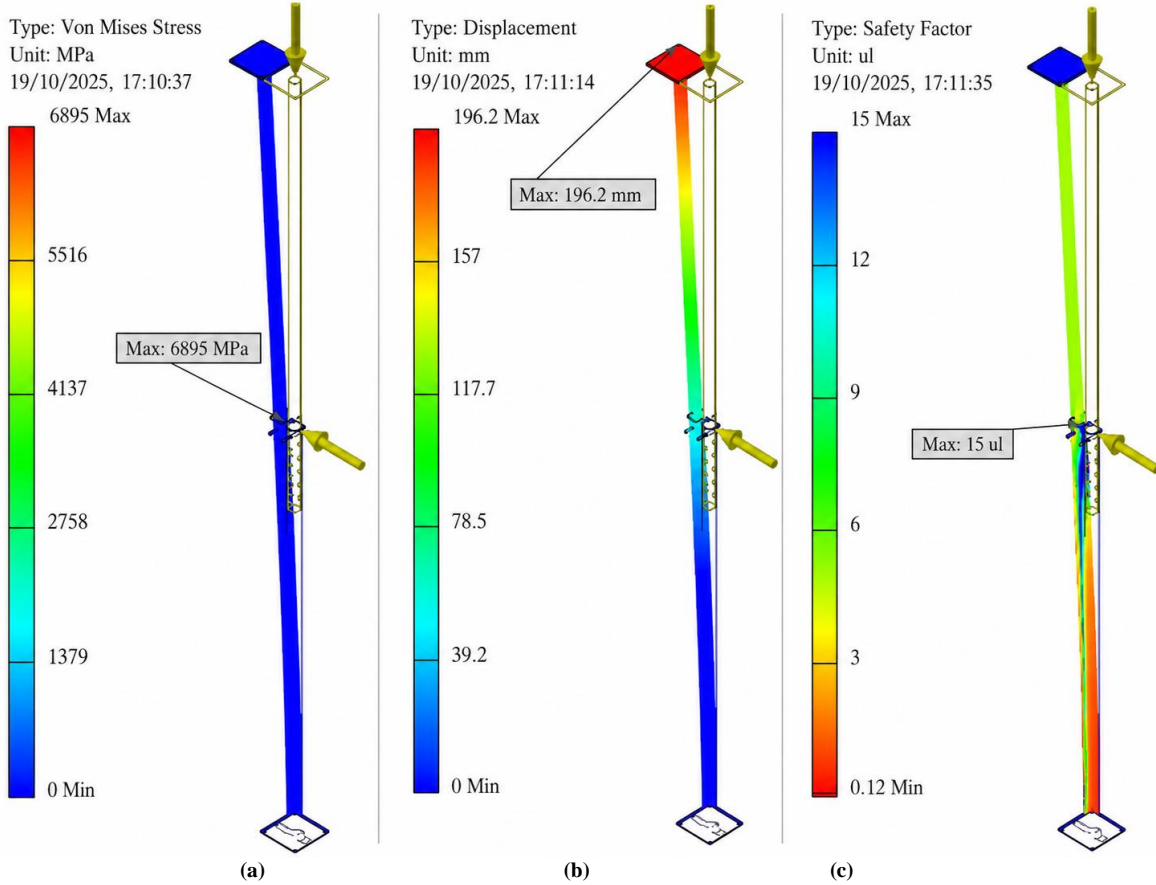 Type: Von Mises Stress
Unit: MPa
19/10/2025, 17:10:37
6895 Max
5516
4137
2758
1379
0 Min
Max: 6895 MPa
(a)
Type: Displacement
Unit: mm
19/10/2025, 17:11:14
196.2 Max
157
117.7
78.5
39.2
0 Min
Max: 196.2 mm
(b)
Type: Safety Factor
Unit: ul
19/10/2025, 17:11:35
15 Max
12
9
6
3
0.12 Min
Max: 15 ul
(c)